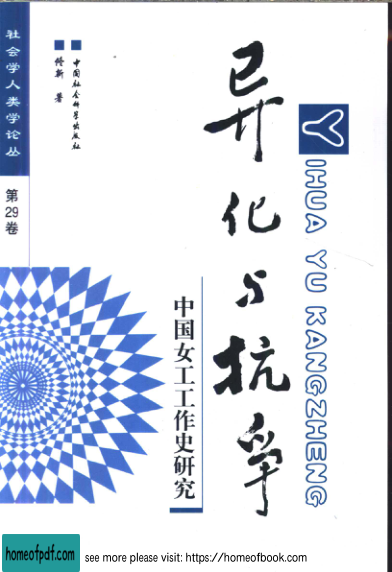 社会学人类学论丛
第29卷
佟新 著
中国社会科学出版社
异化与抗争
YIHUA YU KANGZHENG
中国女工工作史研究
homeofpdf.com
see more please visit: https://homeofbook.com